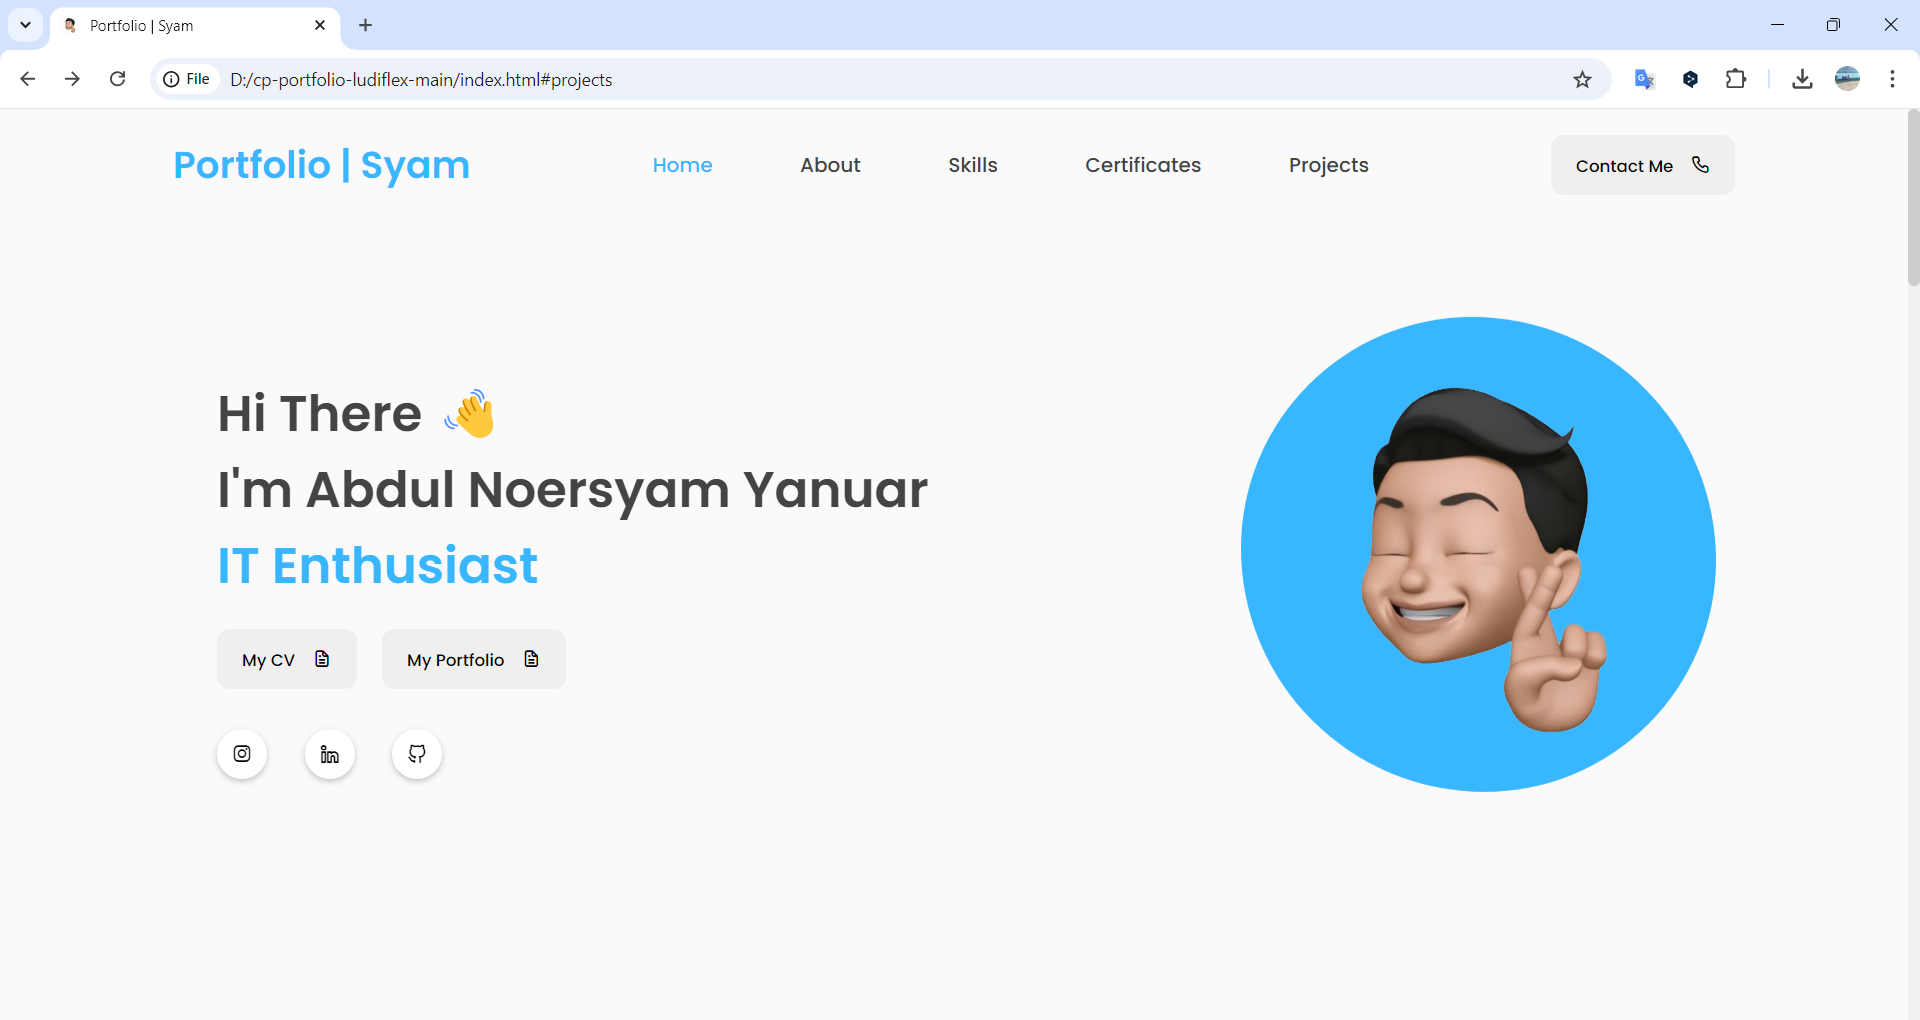 Portfolio | Syam
File
D:/cp-portfolio-ludiflex-main/index.html#projects
Portfolio | Syam
Home
About
Skills
Certificates
Projects
Contact Me
Hi There 👋
I'm Abdul Noersyam Yanuar
IT Enthusiast
My CV
My Portfolio